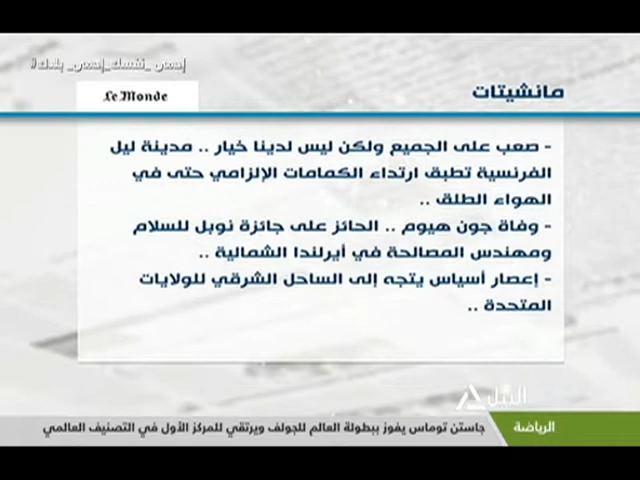 #إحمي_نفسك_إحمي_بلدك
مانشيتات
Le Monde
- صعب على الجميع ولكن ليس لدينا خيار .. مدينة ليل
الفرنسية تطبق ارتداء الكمامات الإلزامي حتى في
الهواء الطلق ..
- وفاة جون هيوم .. الحائز على جائزة نوبل للسلام
ومهندس المصالحة في أيرلندا الشمالية ..
- إعصار أسياس يتجه إلى الساحل الشرقي للولايات
المتحدة ..
النيل
الرياضة
جاستن توماس يفوز ببطولة العالم للجولف ويرتقي للمركز الأول في التصنيف العالمي